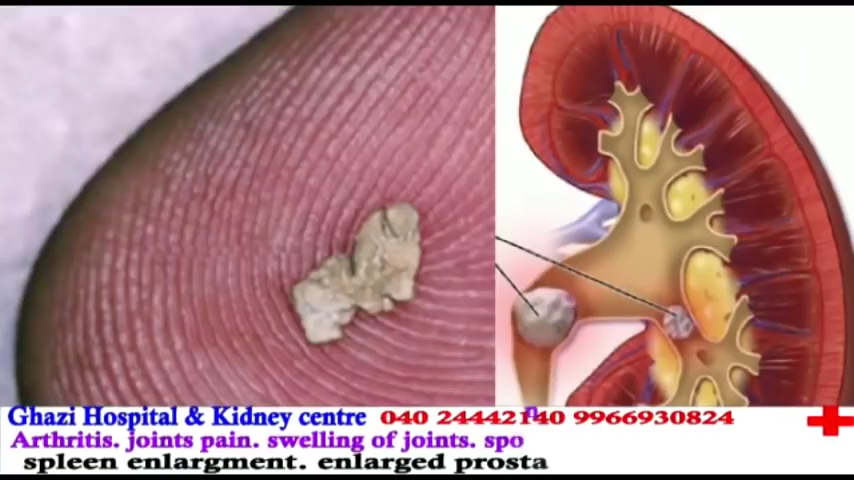 Ghazi Hospital & Kidney centre 040 24442140 9966930824
Arthritis. joints pain. swelling of joints. spo
spleen enlargment. enlarged prosta